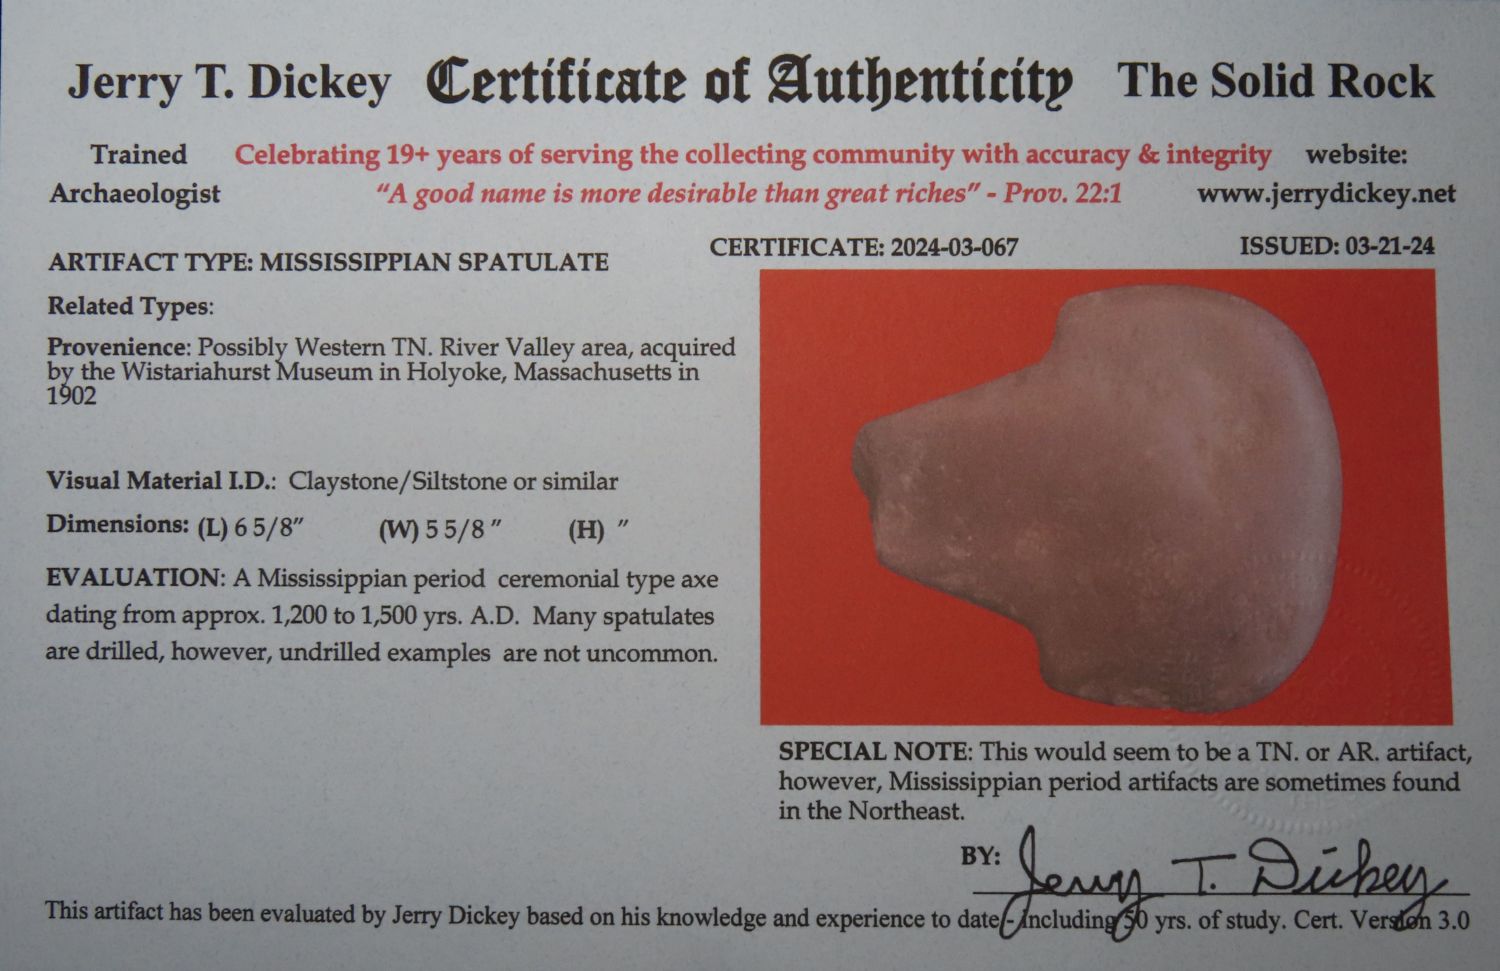 Jerry T. Dickey Certificate of Authenticity The Solid Rock
Trained Archaeologist
Celebrating 19+ years of serving the collecting community with accuracy & integrity
"A good name is more desirable than great riches" - Prov. 22:1
website:
www.jerrydickey.net
ARTIFACT TYPE: MISSISSIPPIAN SPATULATE
CERTIFICATE: 2024-03-067
ISSUED: 03-21-24
Related Types:
Provenience: Possibly Western TN. River Valley area, acquired
by the Wistariahurst Museum in Holyoke, Massachusetts in
1902
Visual Material I.D.: Claystone/Siltstone or similar
Dimensions: (L) 6 5/8" (W) 5 5/8 " (H) "
EVALUATION: A Mississippian period ceremonial type axe
dating from approx. 1,200 to 1,500 yrs. A.D. Many spatulates
are drilled, however, undrilled examples are not uncommon.
SPECIAL NOTE: This would seem to be a TN. or AR. artifact,
however, Mississippian period artifacts are sometimes found
in the Northeast.
BY: Jerry T. Dickey
This artifact has been evaluated by Jerry Dickey based on his knowledge and experience to date - including 50 yrs. of study. Cert. Version 3.0